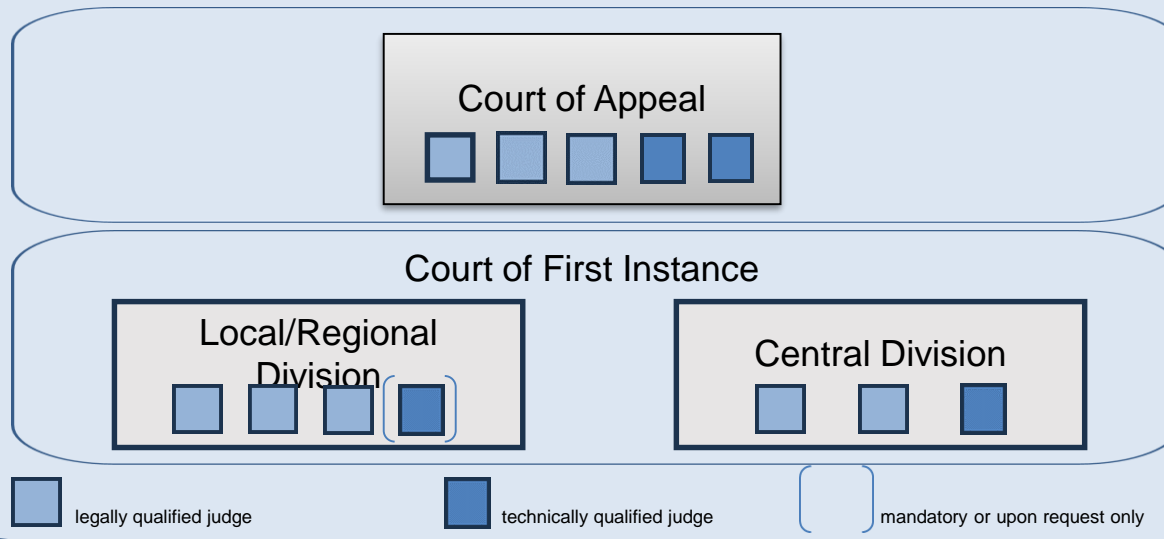 Court of Appeal
Court of First Instance
Local/Regional
Division
Central Division
legally qualified judge
technically qualified judge
mandatory or upon request only